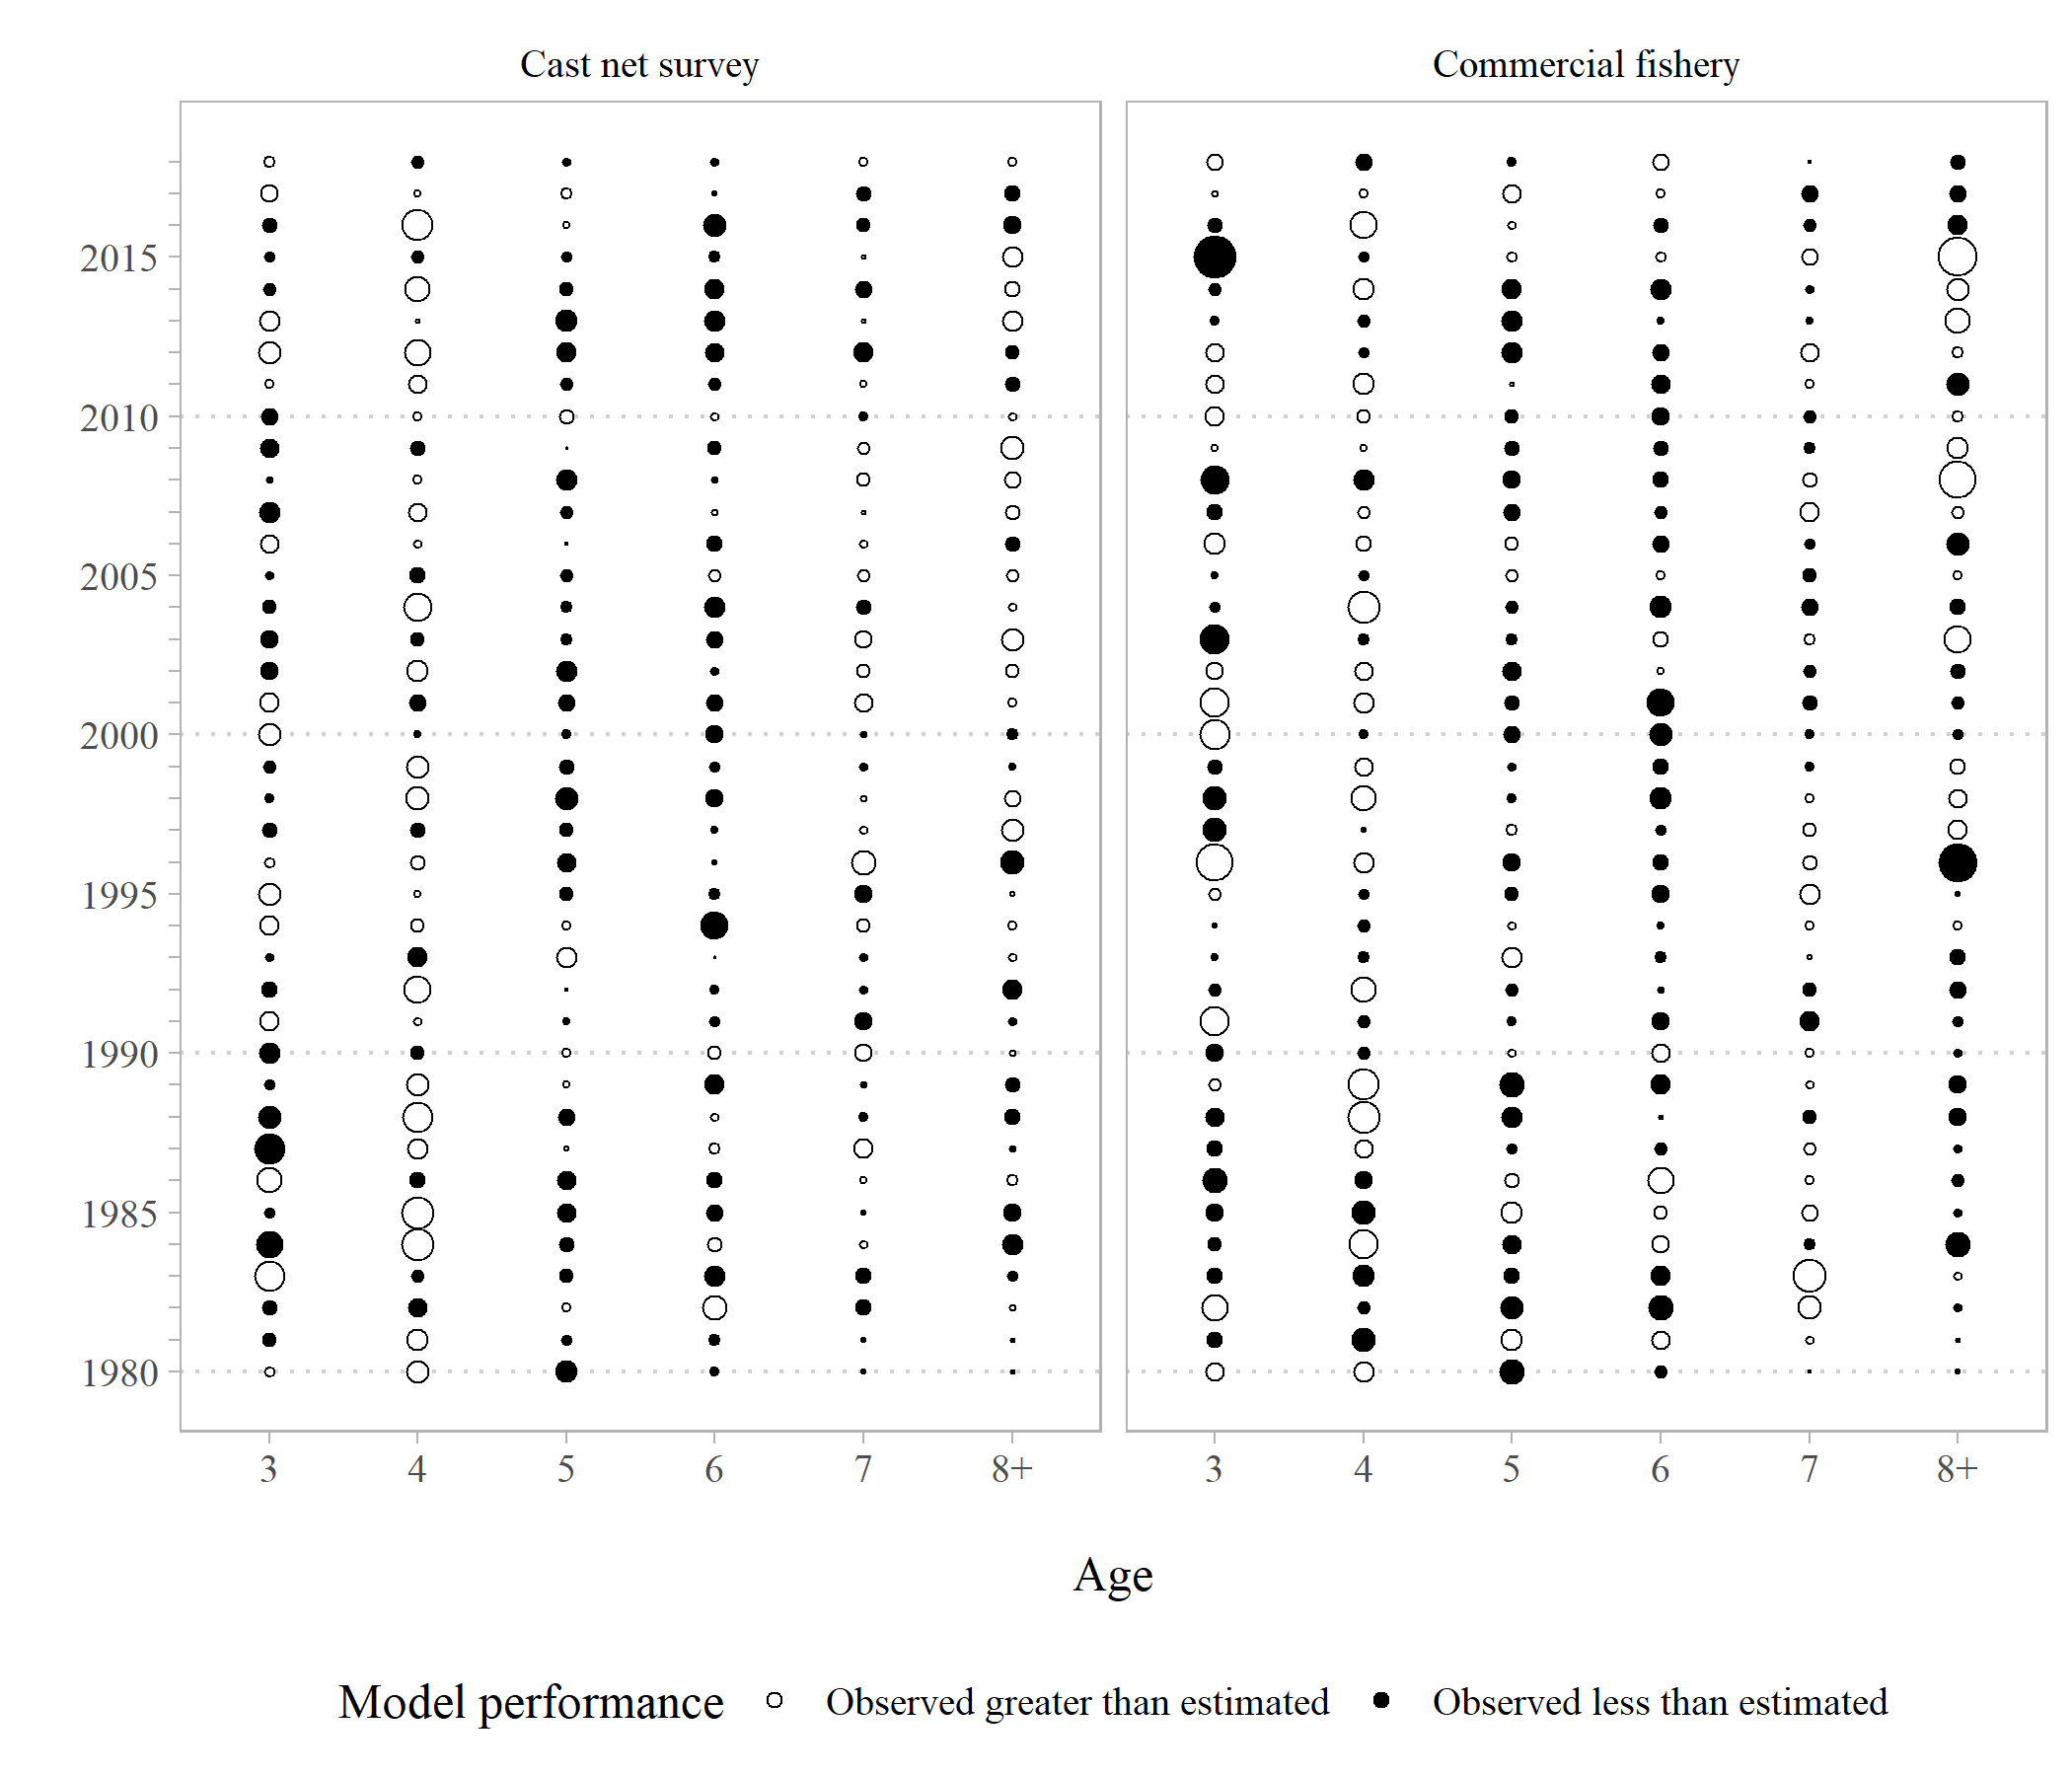 Cast net survey Commercial fishery
2015
2010
2005
2000
1995
1990
1985
1980
3 4 5 6 7 8+ 3 4 5 6 7 8+
Age
Model performance Observed greater than estimated Observed less than estimated